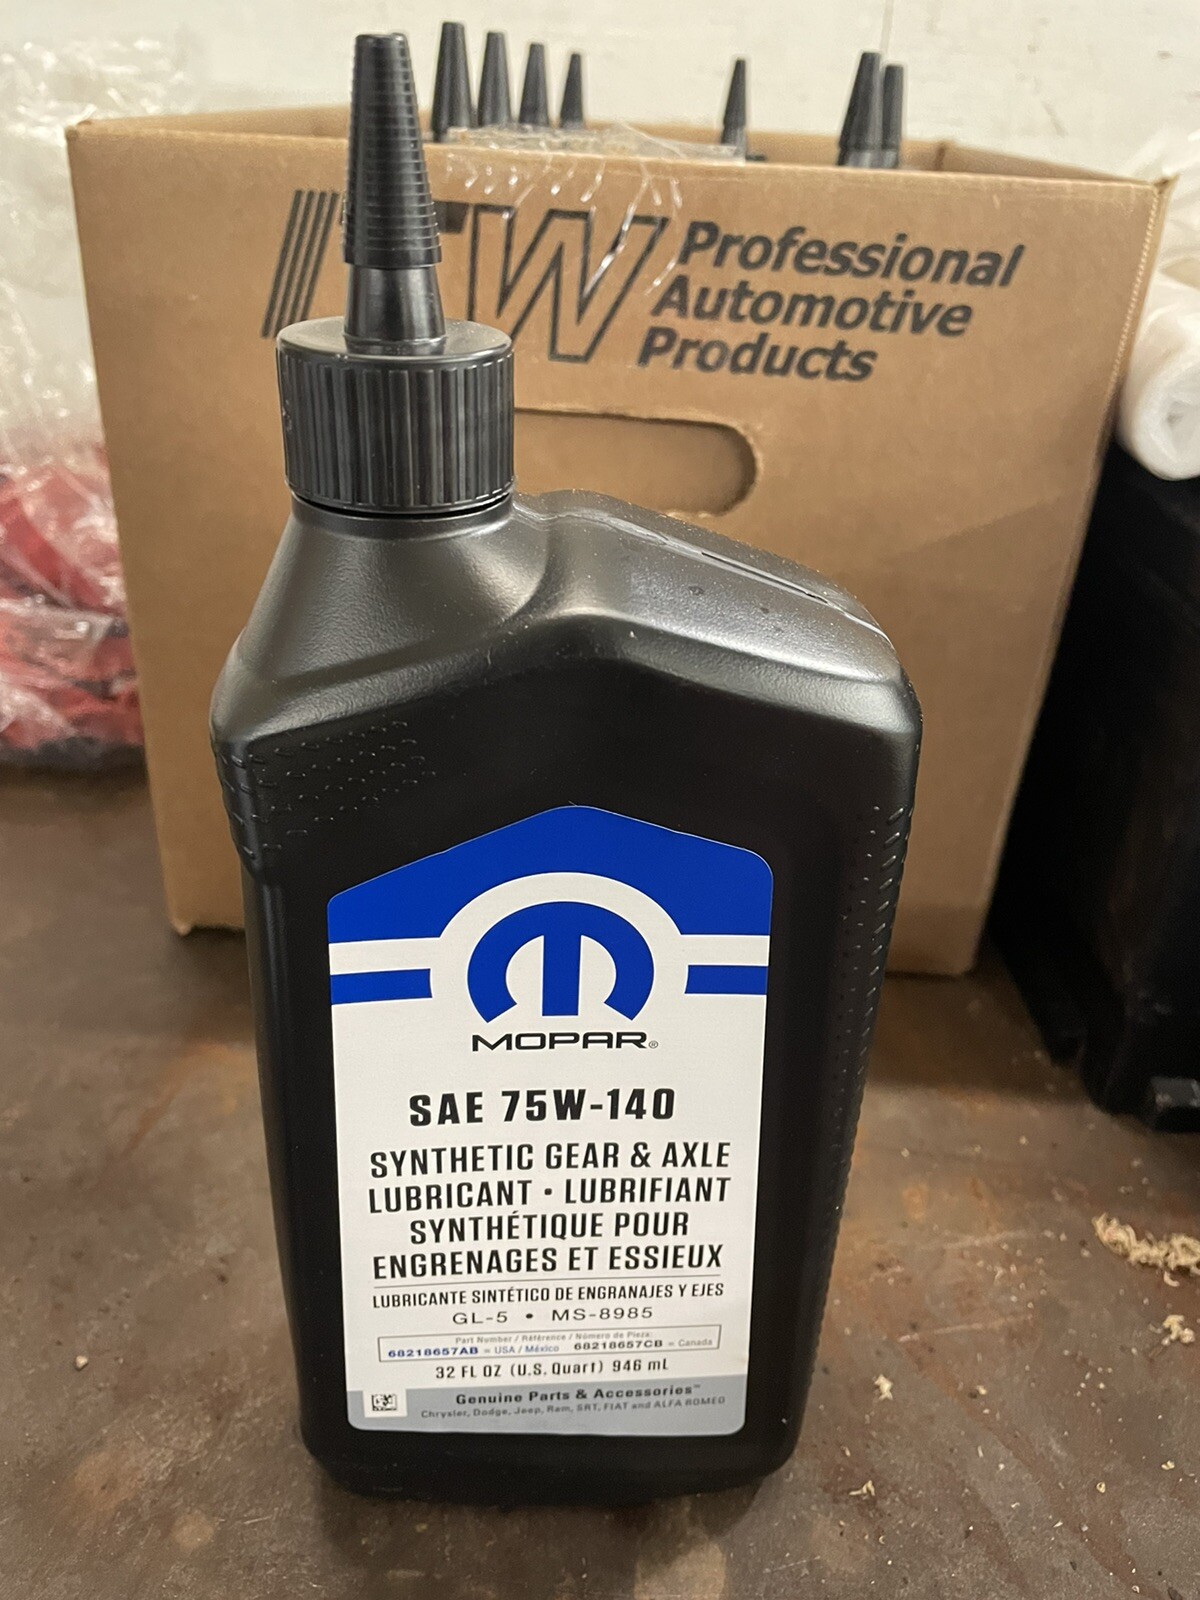 ITW Professional
Automotive
Products
MOPAR®
SAE 75W-140
SYNTHETIC GEAR & AXLE
LUBRICANT • LUBRIFIANT
SYNTHÉTIQUE POUR
ENGRENAGES ET ESSIEUX
LUBRICANTE SINTÉTICO DE ENGRANAJES Y EJES
GL-5 • MS-8985
Part Number / Référence / Número de Pieza:
68218657AB = USA / México 68218657CB = Canada
32 FL OZ (U.S. Quart) 946 mL
Genuine Parts & Accessories™
Chrysler, Dodge, Jeep, Ram, SRT, FIAT and ALFA ROMEO